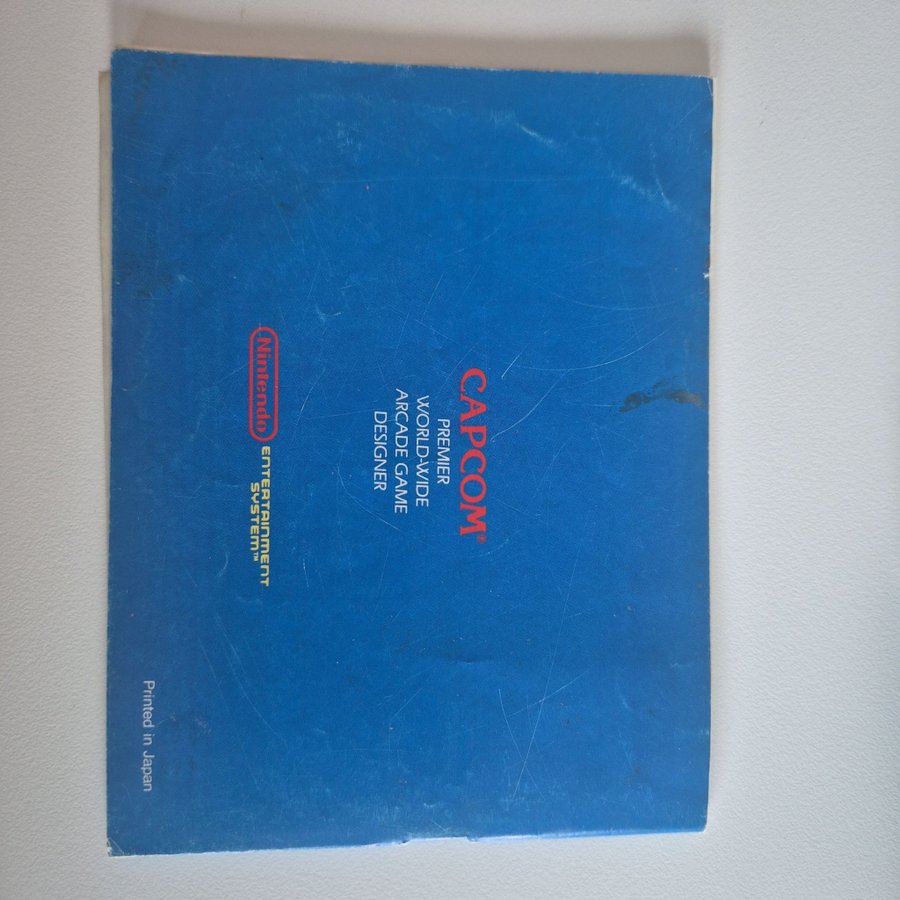 CAPCOM®
PREMIER
WORLD-WIDE
ARCADE GAME
DESIGNER
Nintendo ENTERTAINMENT
SYSTEM™
Printed in Japan